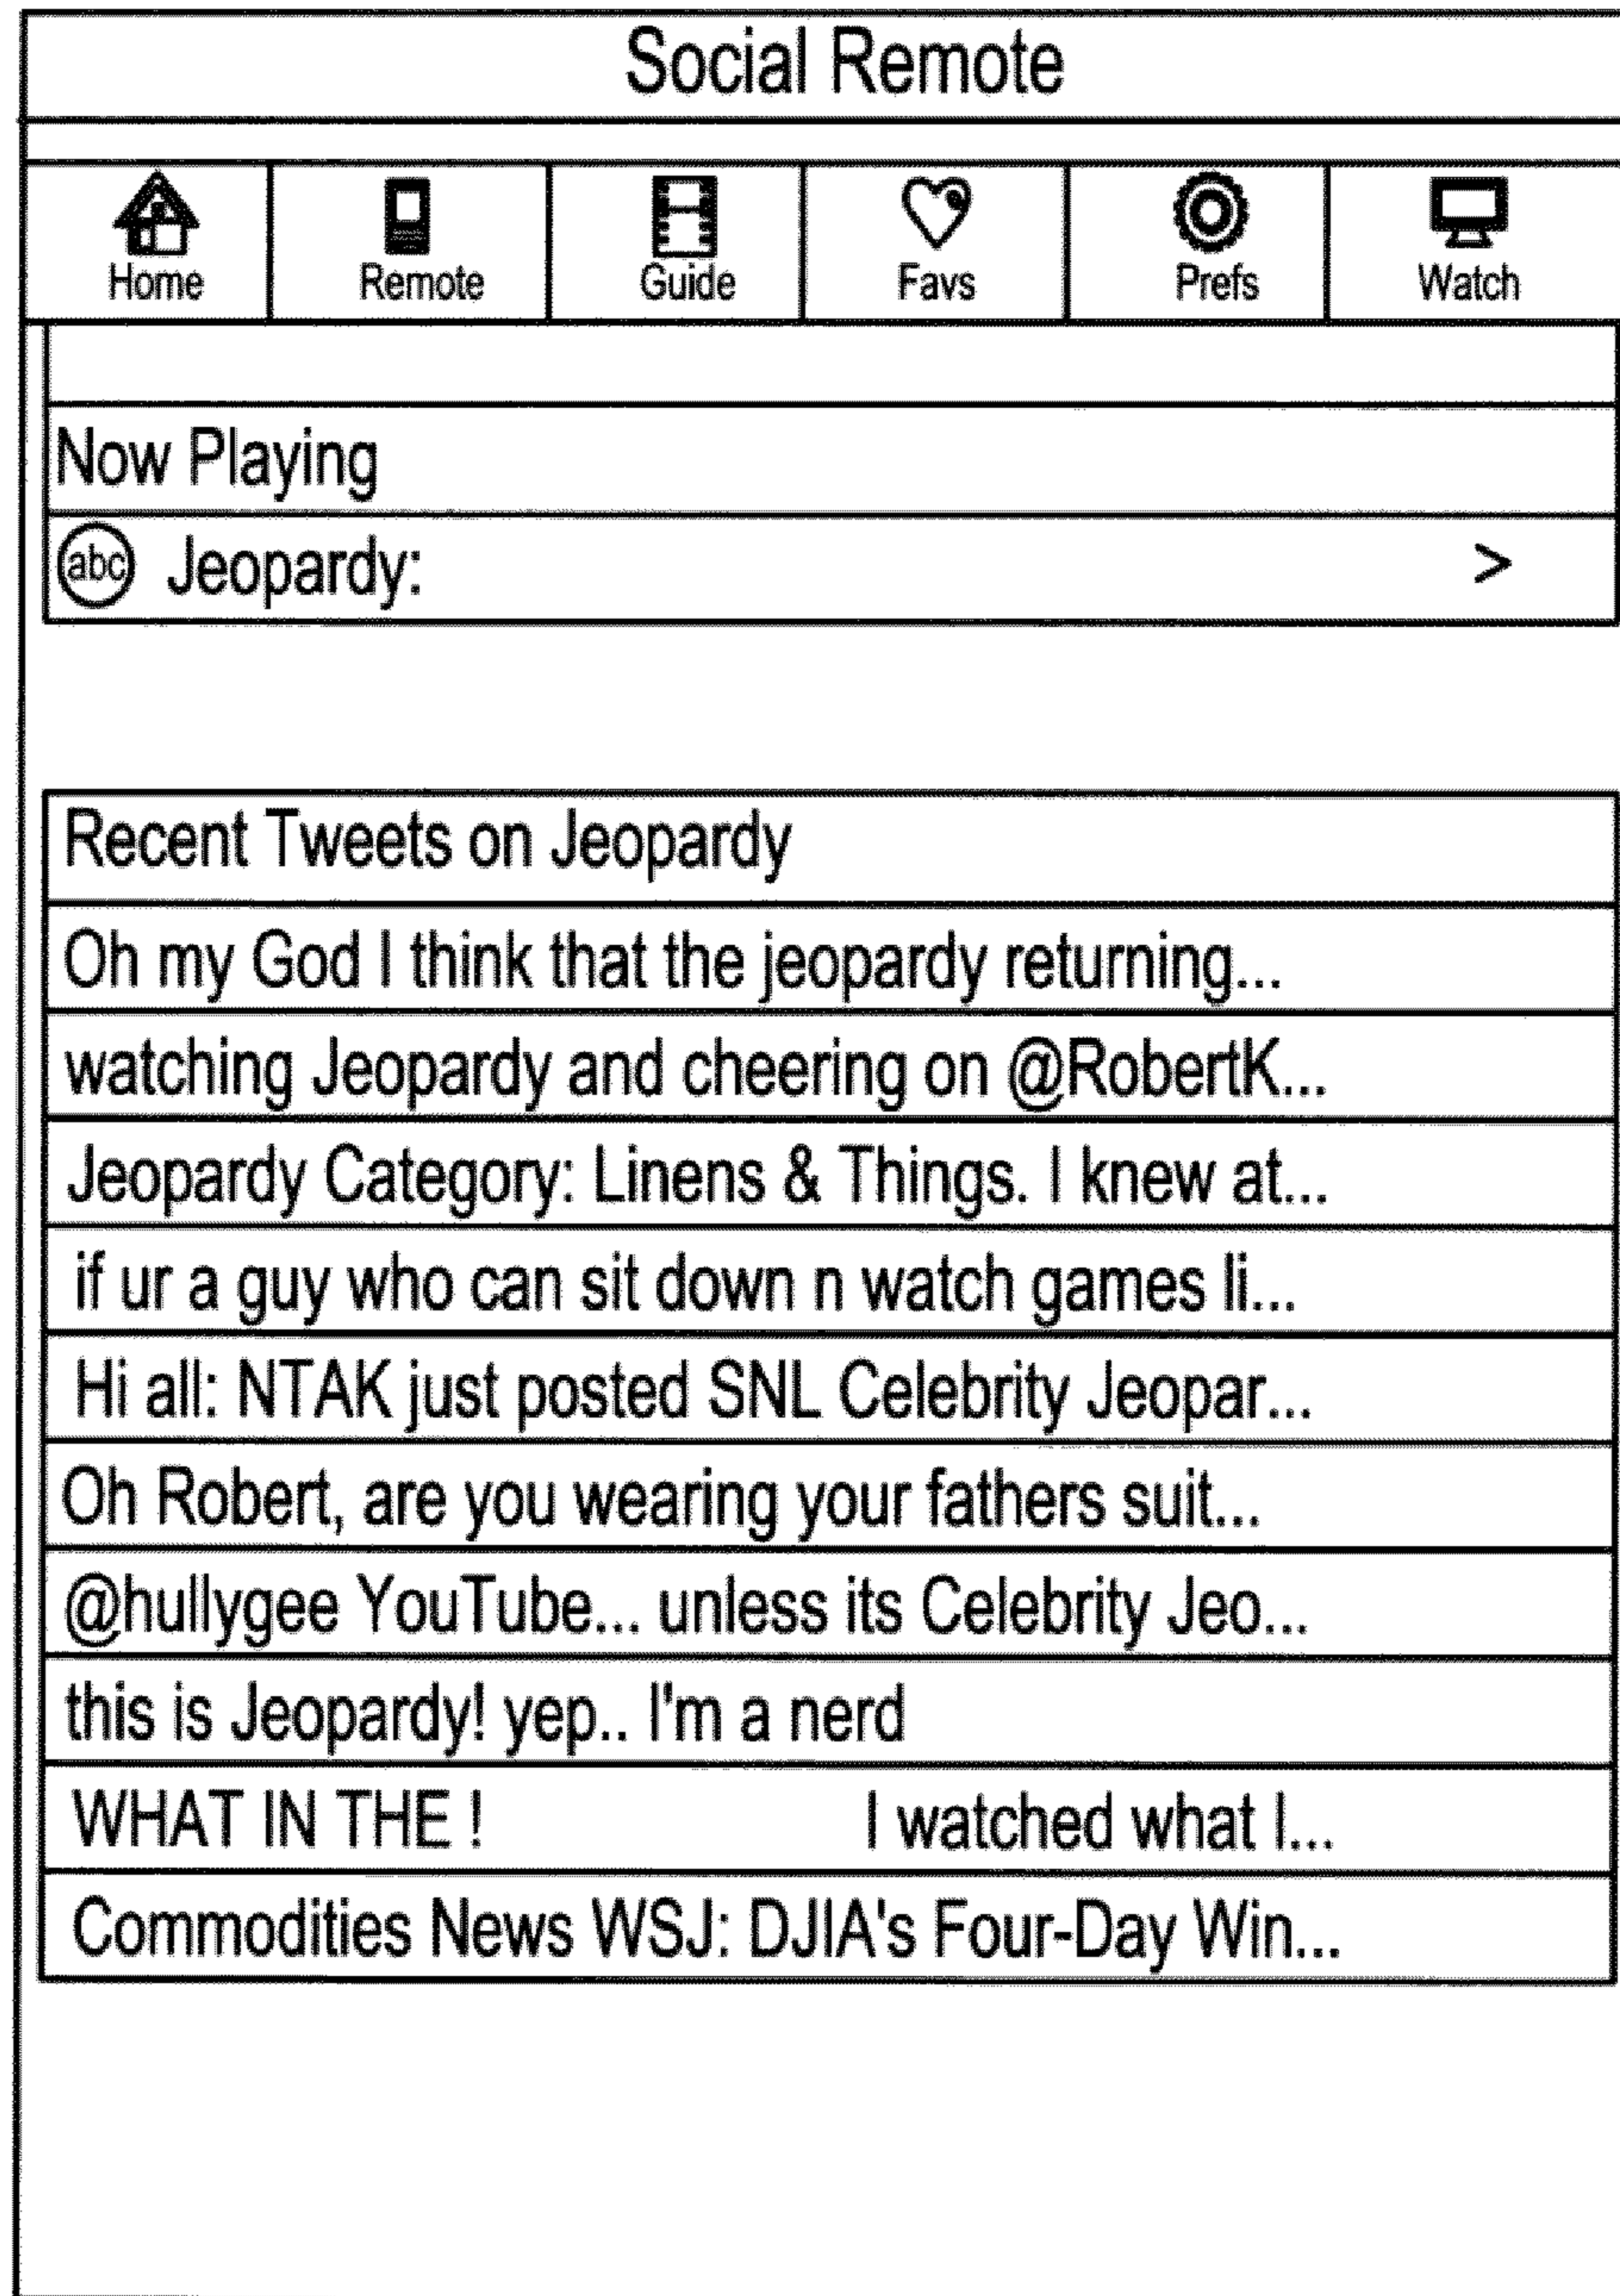 Social Remote
Home Remote Guide Favs Prefs Watch
Now Playing
abc Jeopardy: >
Recent Tweets on Jeopardy
Oh my God I think that the jeopardy returning...
watching Jeopardy and cheering on @RobertK...
Jeopardy Category: Linens & Things. I knew at...
if ur a guy who can sit down n watch games li...
Hi all: NTAK just posted SNL Celebrity Jeopar...
Oh Robert, are you wearing your fathers suit...
@hullygee YouTube... unless its Celebrity Jeo...
this is Jeopardy! yep.. I'm a nerd
WHAT IN THE ! I watched what I...
Commodities News WSJ: DJIA's Four-Day Win...